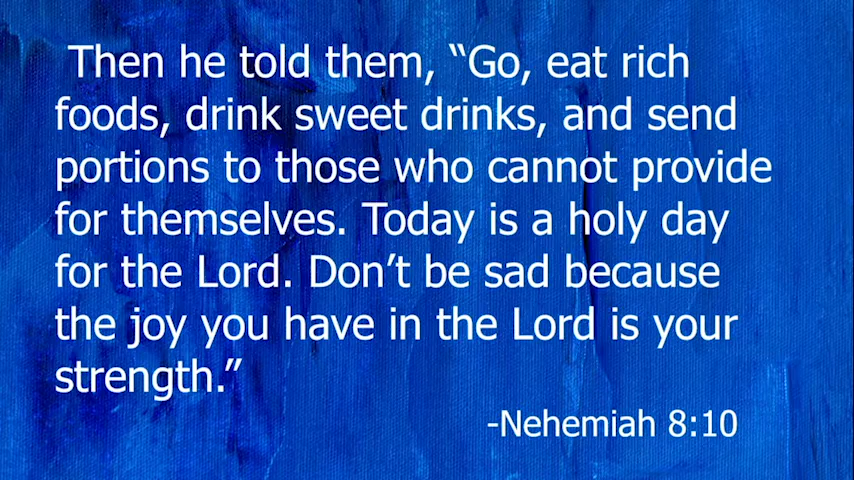 Then he told them, “Go, eat rich
foods, drink sweet drinks, and send
portions to those who cannot provide
for themselves. Today is a holy day
for the Lord. Don’t be sad because
the joy you have in the Lord is your
strength.”
-Nehemiah 8:10